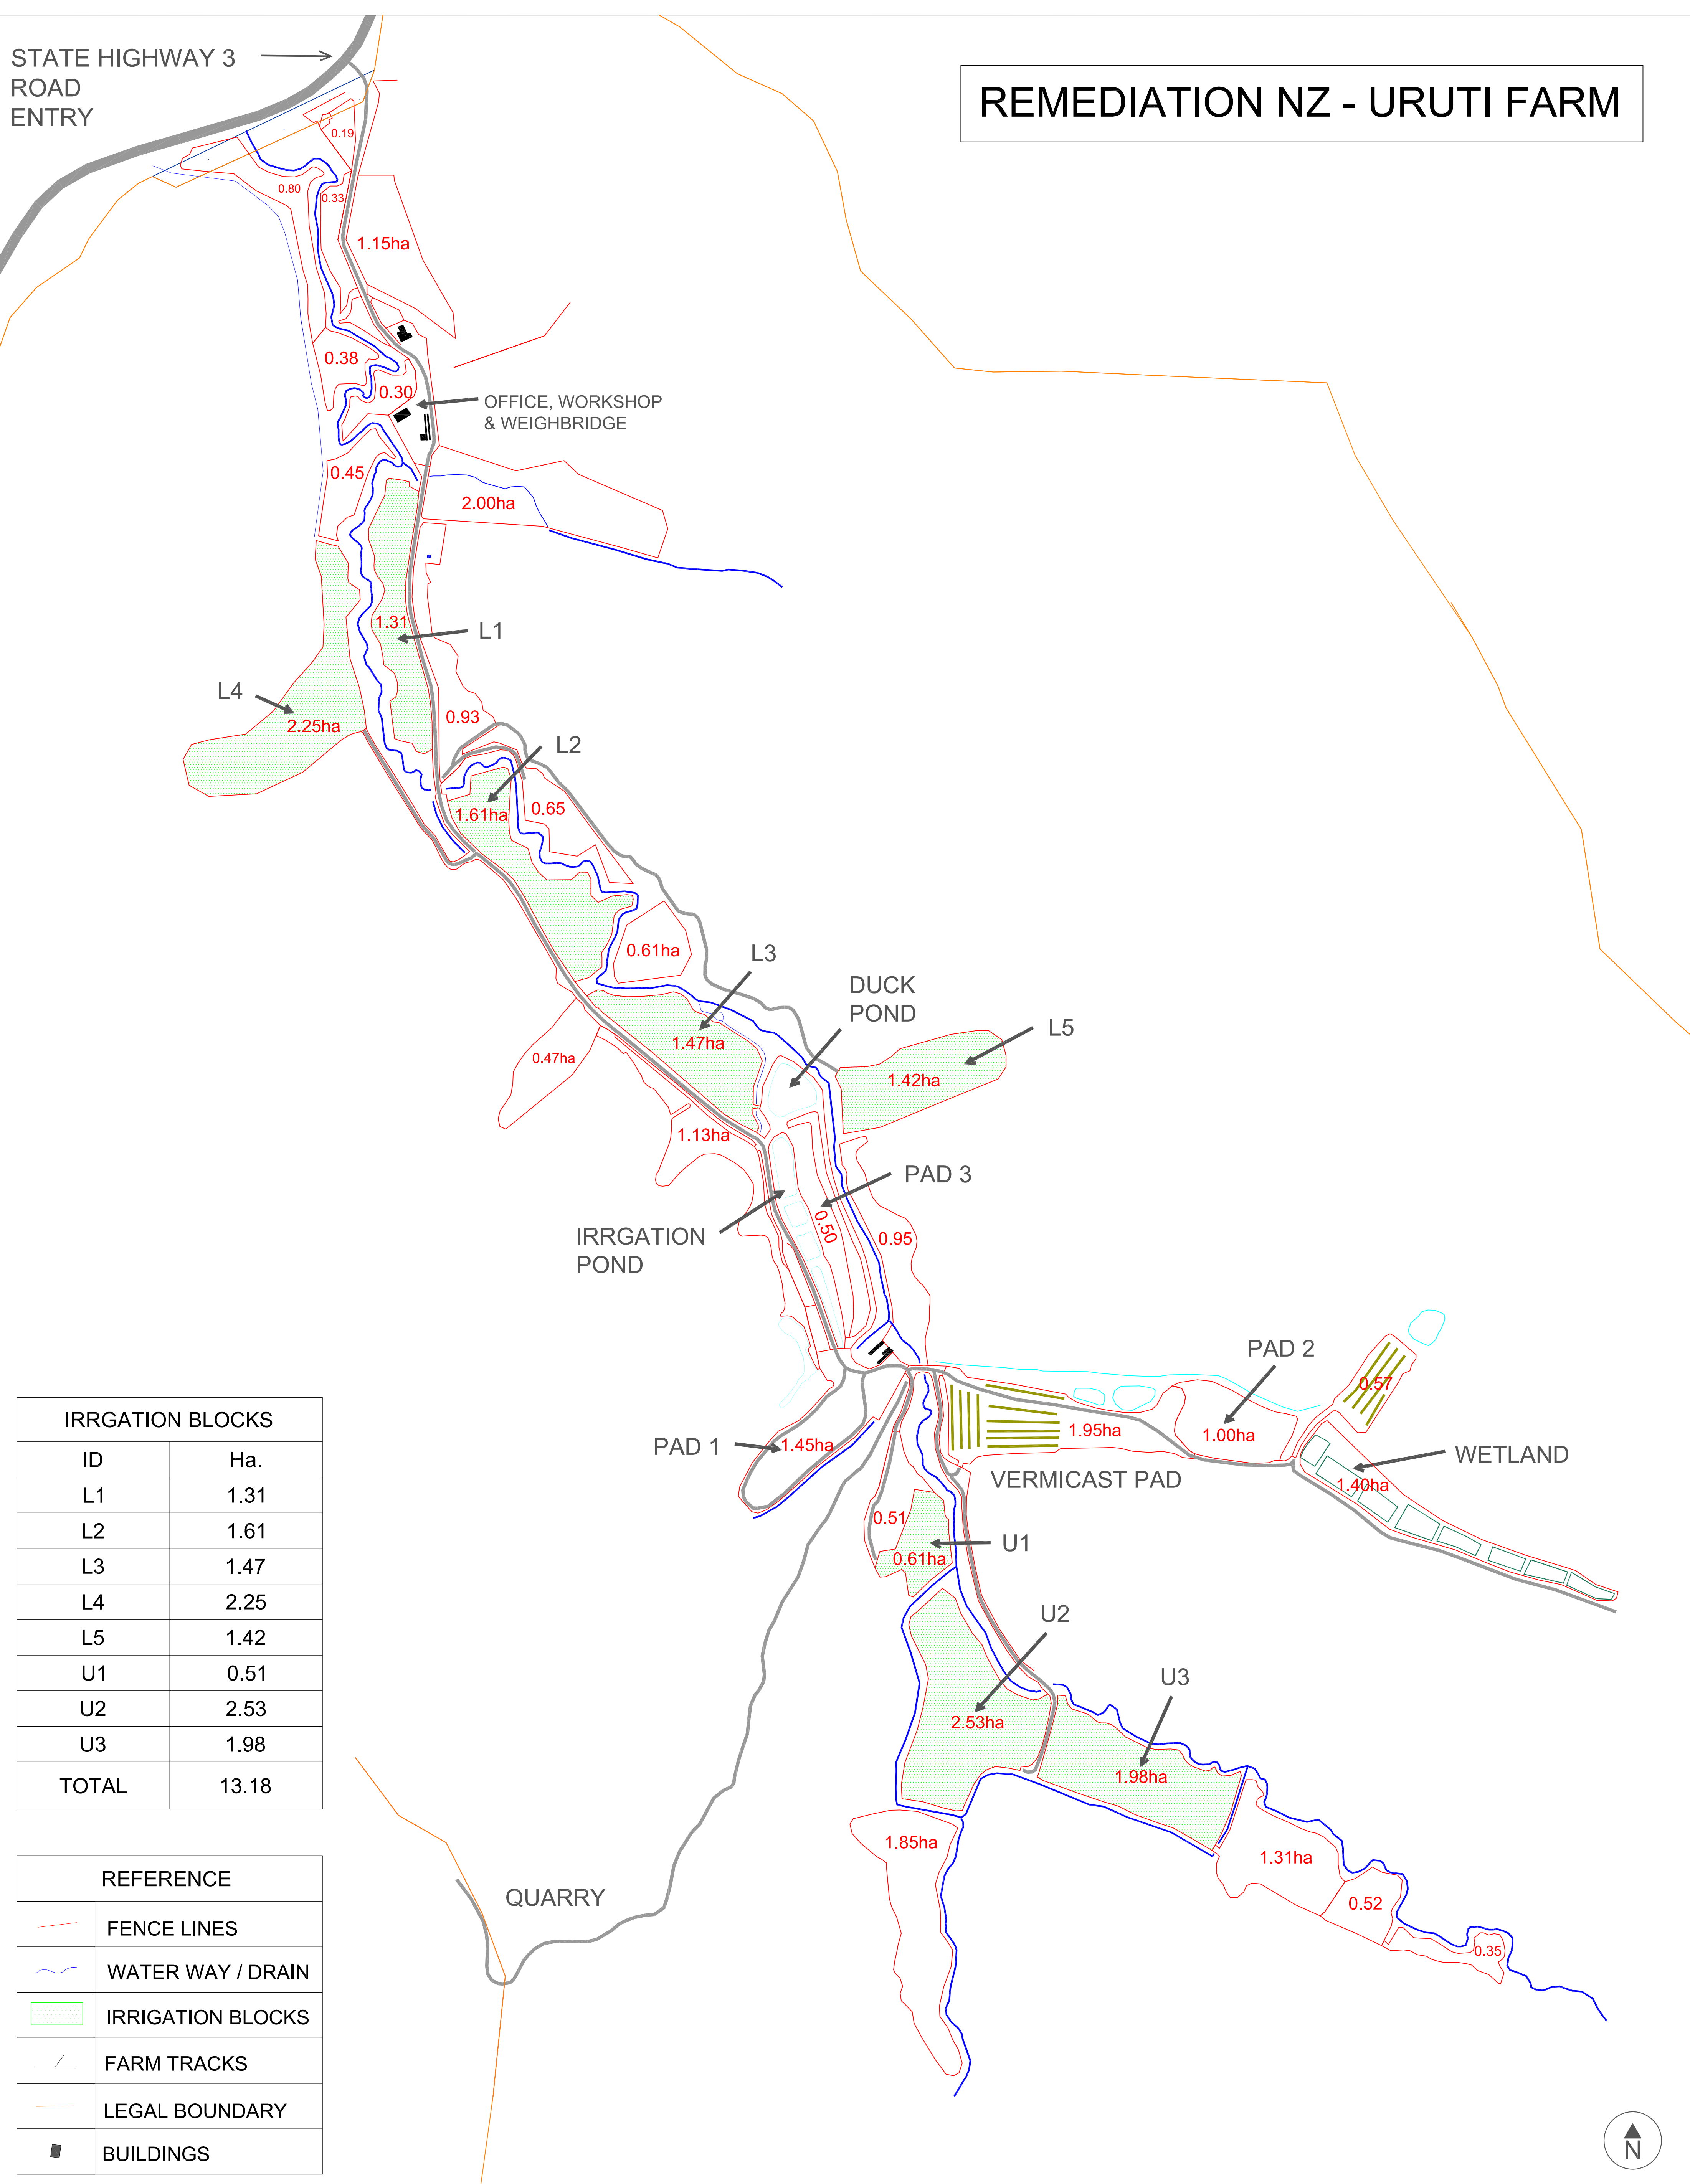 STATE HIGHWAY 3
ROAD
ENTRY
REMEDIATION NZ - URUTI FARM
0.19
0.80
0.33
1.15ha
0.38
0.30
OFFICE, WORKSHOP
& WEIGHBRIDGE
0.45
2.00ha
1.31
L1
L4
2.25ha
0.93
L2
1.61ha
0.65
0.61ha
L3
DUCK
POND
1.47ha
L5
0.47ha
1.42ha
1.13ha
PAD 3
IRRGATION
POND
0.50
0.95
PAD 2
0.57
PAD 1
1.45ha
1.95ha
1.00ha
WETLAND
VERMICAST PAD
1.40ha
0.51
U1
0.61ha
U2
U3
2.53ha
1.98ha
1.85ha
1.31ha
0.52
0.35
QUARRY
IRRGATION BLOCKS
ID Ha.
L1 1.31
L2 1.61
L3 1.47
L4 2.25
L5 1.42
U1 0.51
U2 2.53
U3 1.98
TOTAL 13.18
REFERENCE
FENCE LINES
WATER WAY / DRAIN
IRRIGATION BLOCKS
FARM TRACKS
LEGAL BOUNDARY
BUILDINGS
N